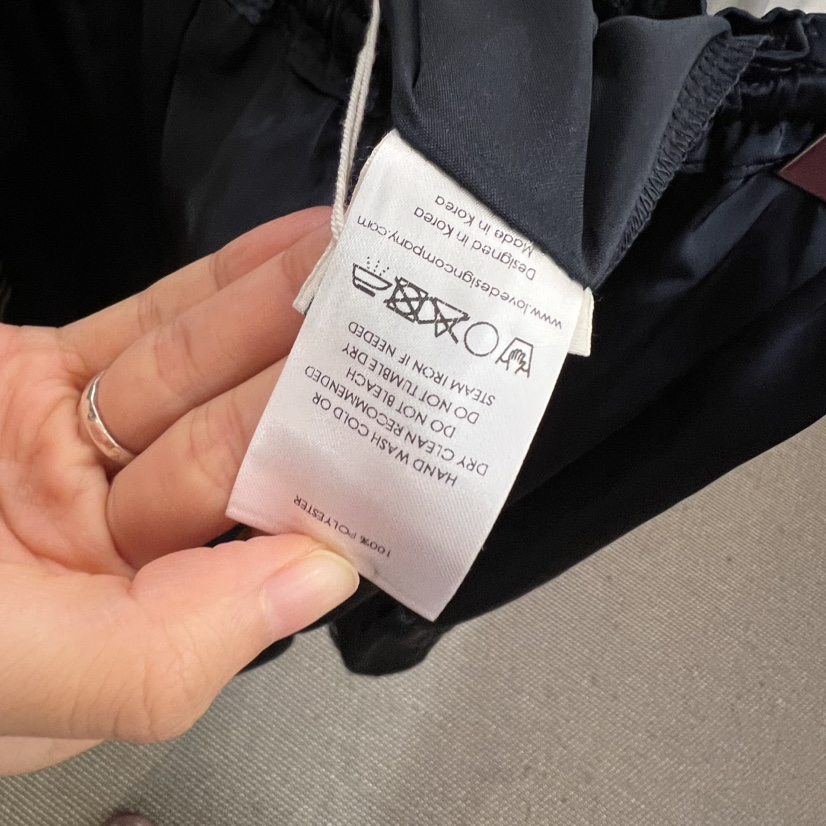 100% POLYESTER
HAND WASH COLD OR
DRY CLEAN RECOMMENDED
DO NOT BLEACH
DO NOT TUMBLE DRY
STEAM IRON IF NEEDED
www.lovedesigncompany.com
Designed in Korea
Made in Korea